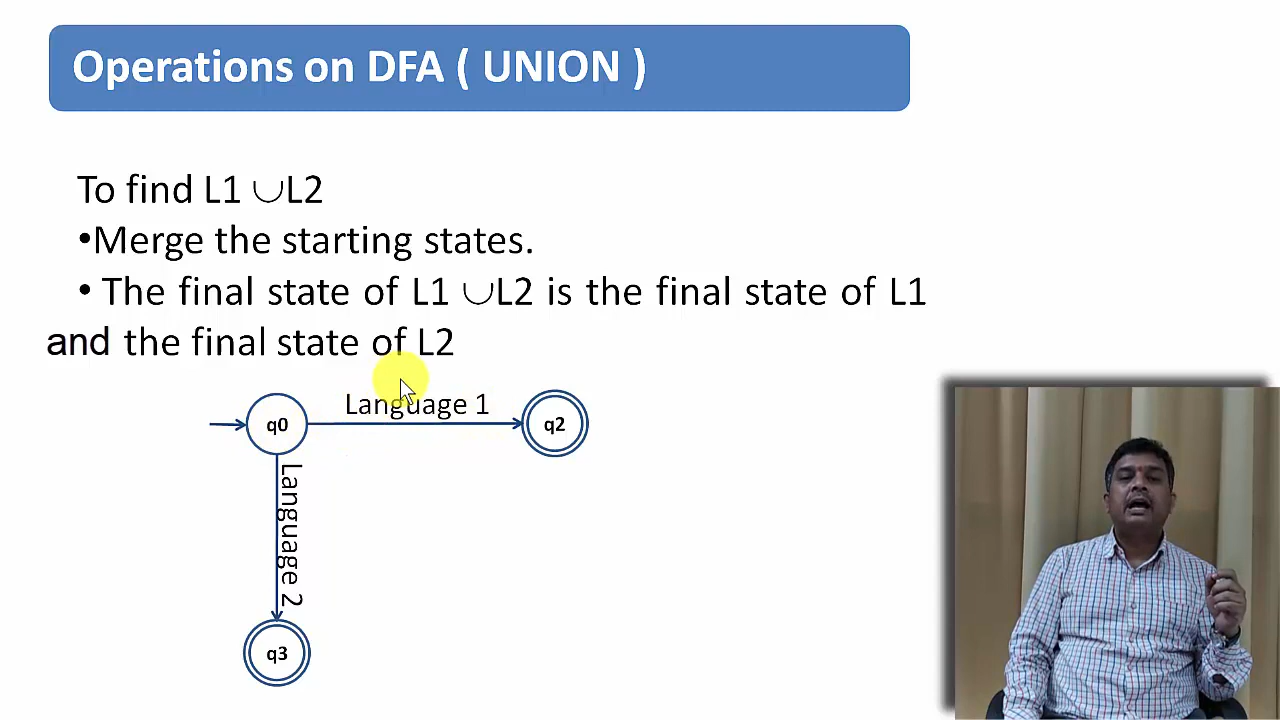 Operations on DFA ( UNION )
To find L1 ∪L2
•Merge the starting states.
• The final state of L1 ∪L2 is the final state of L1
and the final state of L2
Language 1
q0
q2
Language 2
q3